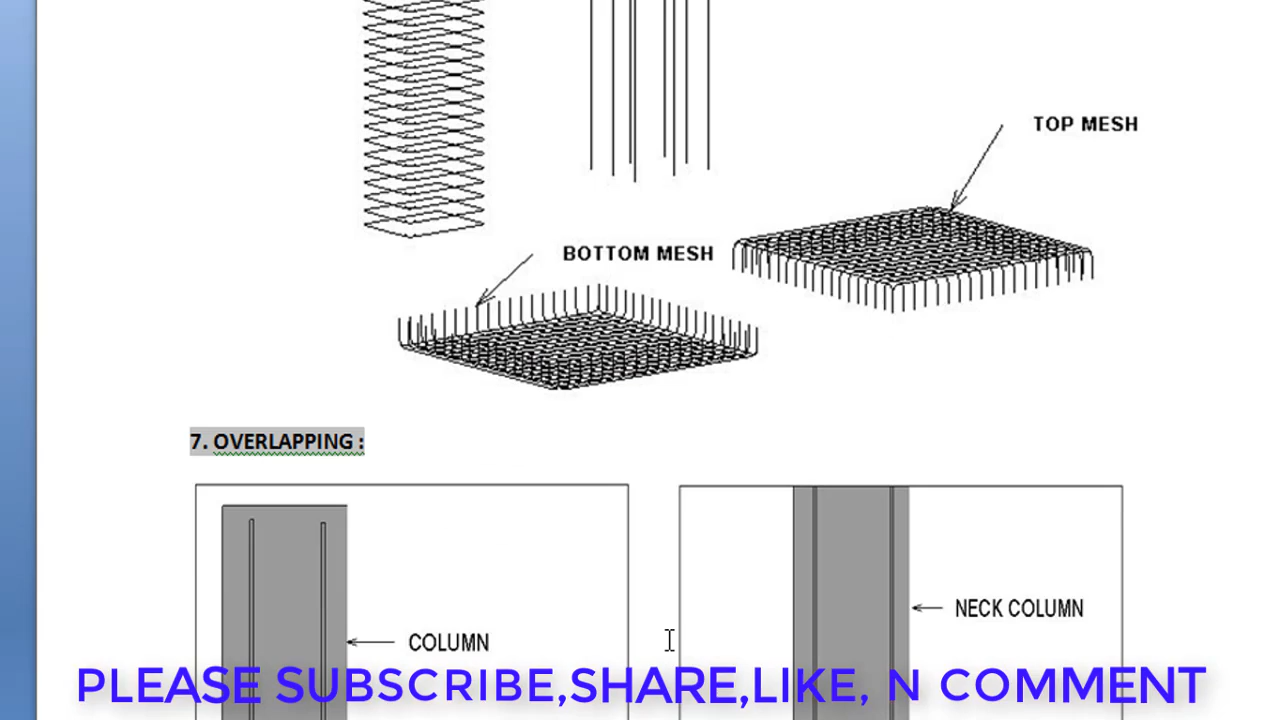 TOP MESH
BOTTOM MESH
7. OVERLAPPING :
NECK COLUMN
COLUMN
PLEASE SUBSCRIBE,SHARE,LIKE, N COMMENT